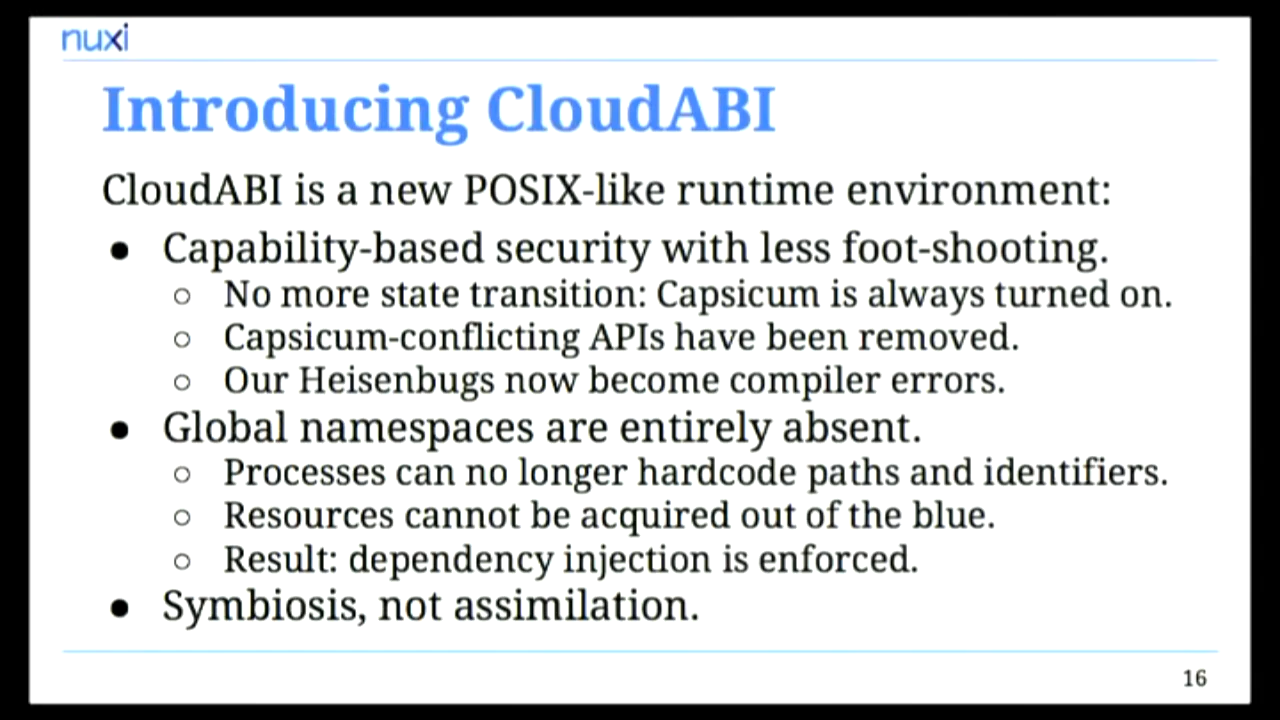 nuxi
Introducing CloudABI
CloudABI is a new POSIX-like runtime environment:
● Capability-based security with less foot-shooting.
○ No more state transition: Capsicum is always turned on.
○ Capsicum-conflicting APIs have been removed.
○ Our Heisenbugs now become compiler errors.
● Global namespaces are entirely absent.
○ Processes can no longer hardcode paths and identifiers.
○ Resources cannot be acquired out of the blue.
○ Result: dependency injection is enforced.
● Symbiosis, not assimilation.
16